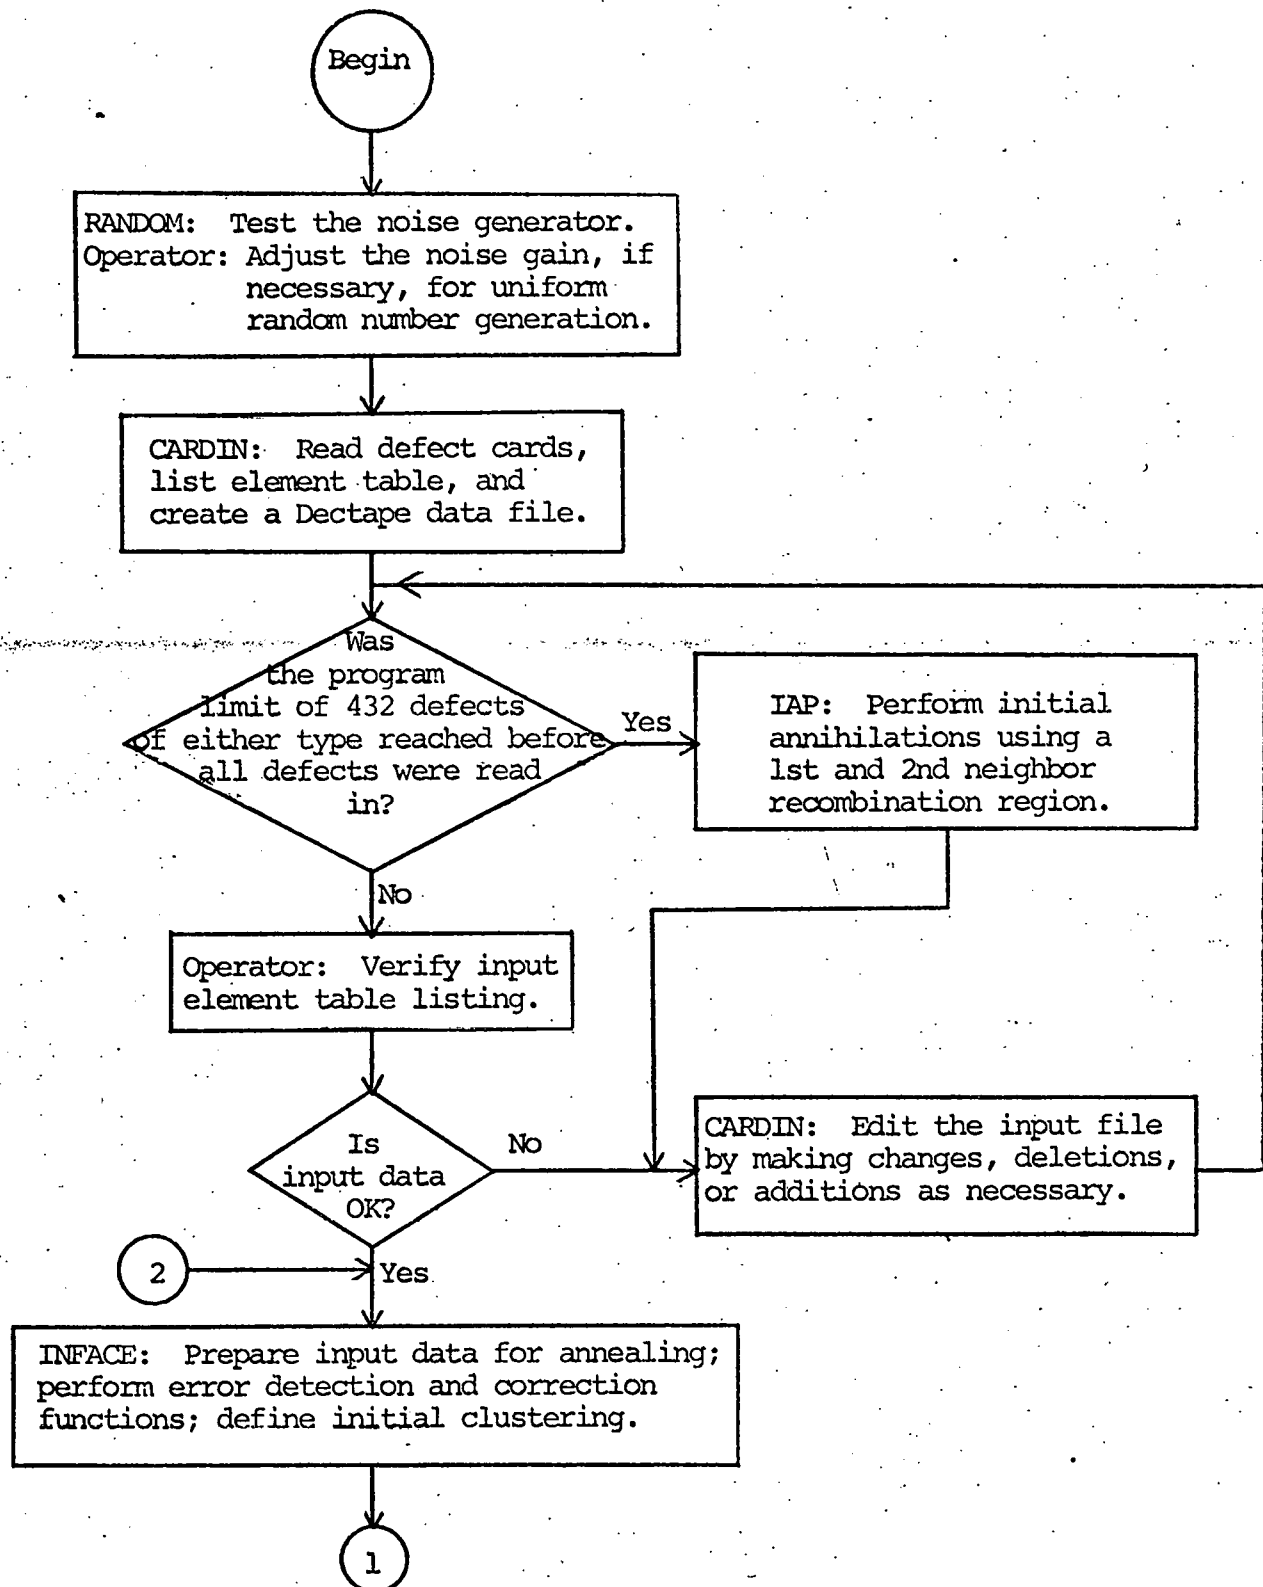 Begin
RANDOM: Test the noise generator.
Operator: Adjust the noise gain, if
necessary, for uniform
random number generation.
CARDIN: Read defect cards,
list element table, and
create a Dectape data file.
Was
the program
limit of 432 defects
of either type reached before
all defects were read
in?
Yes
IAP: Perform initial
annihilations using a
1st and 2nd neighbor
recombination region.
No
Operator: Verify input
element table listing.
Is
input data
OK?
No
CARDIN: Edit the input file
by making changes, deletions,
or additions as necessary.
2
Yes
INFACE: Prepare input data for annealing;
perform error detection and correction
functions; define initial clustering.
1